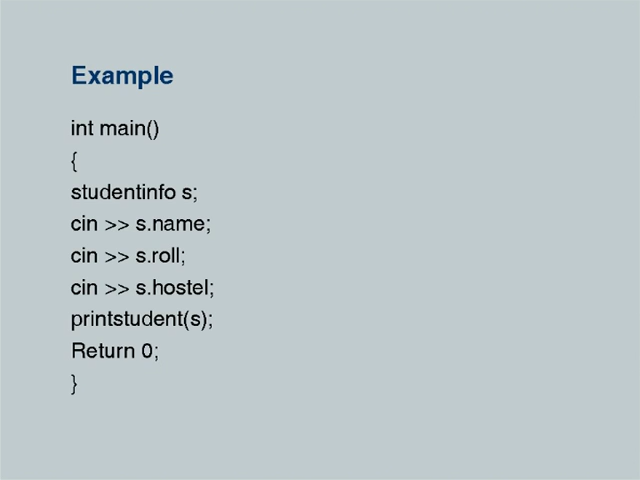 Example
int main()
{
studentinfo s;
cin >> s.name;
cin >> s.roll;
cin >> s.hostel;
printstudent(s);
Return 0;
}